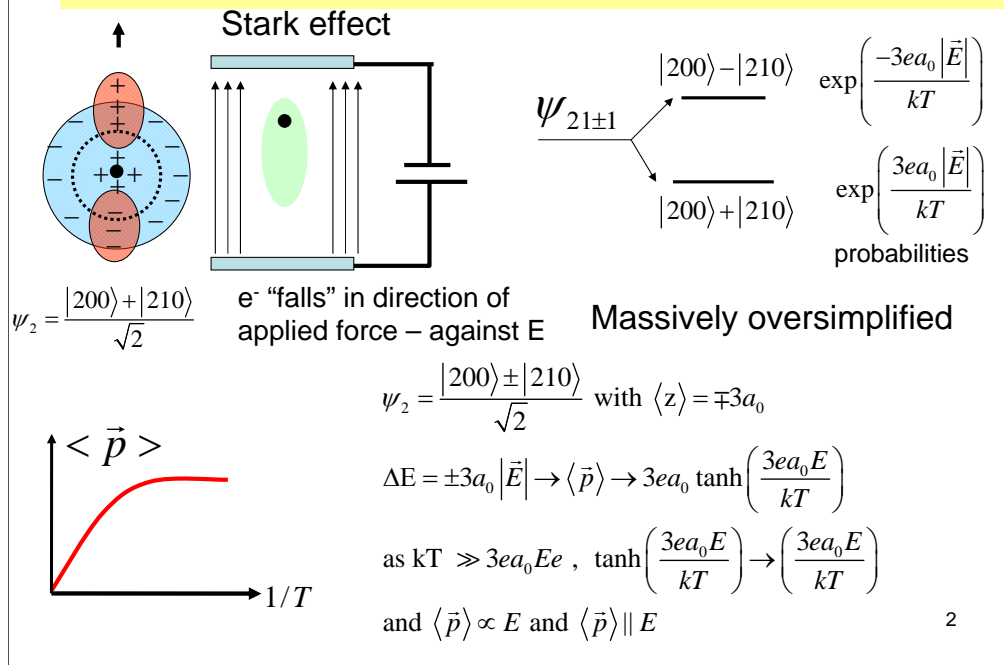 Stark effect
|200⟩−|210⟩ exp(−3ea₀|E⃗| / kT)
ψ₂₁±₁
|200⟩+|210⟩ exp(3ea₀|E⃗| / kT)
probabilities
+
+
+
+
+ +
+
− − − − − − − − − − − −
ψ₂ = (|200⟩+|210⟩) / √2
e⁻ “falls” in direction of
applied force – against E
Massively oversimplified
ψ₂ = (|200⟩±|210⟩) / √2 with ⟨z⟩ = ∓3a₀
< p⃗ >
1/T
ΔE = ±3a₀|E⃗| → ⟨p⃗⟩ → 3ea₀ tanh(3ea₀E / kT)
as kT ≫ 3ea₀Ee , tanh(3ea₀E / kT) → (3ea₀E / kT)
and ⟨p⃗⟩ ∝ E and ⟨p⃗⟩ || E
2